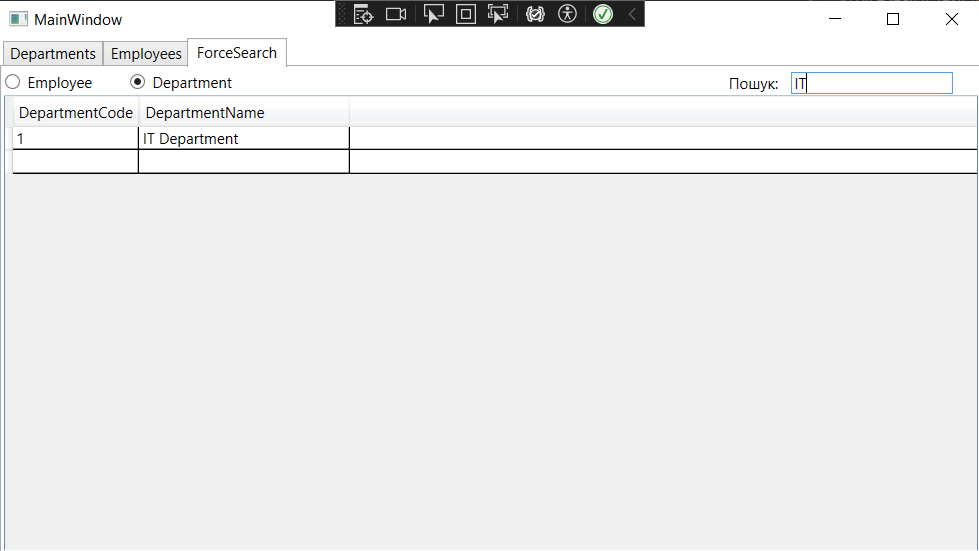 MainWindow
Departments Employees ForceSearch
Employee Department Пошук: IT
DepartmentCode DepartmentName
1 IT Department